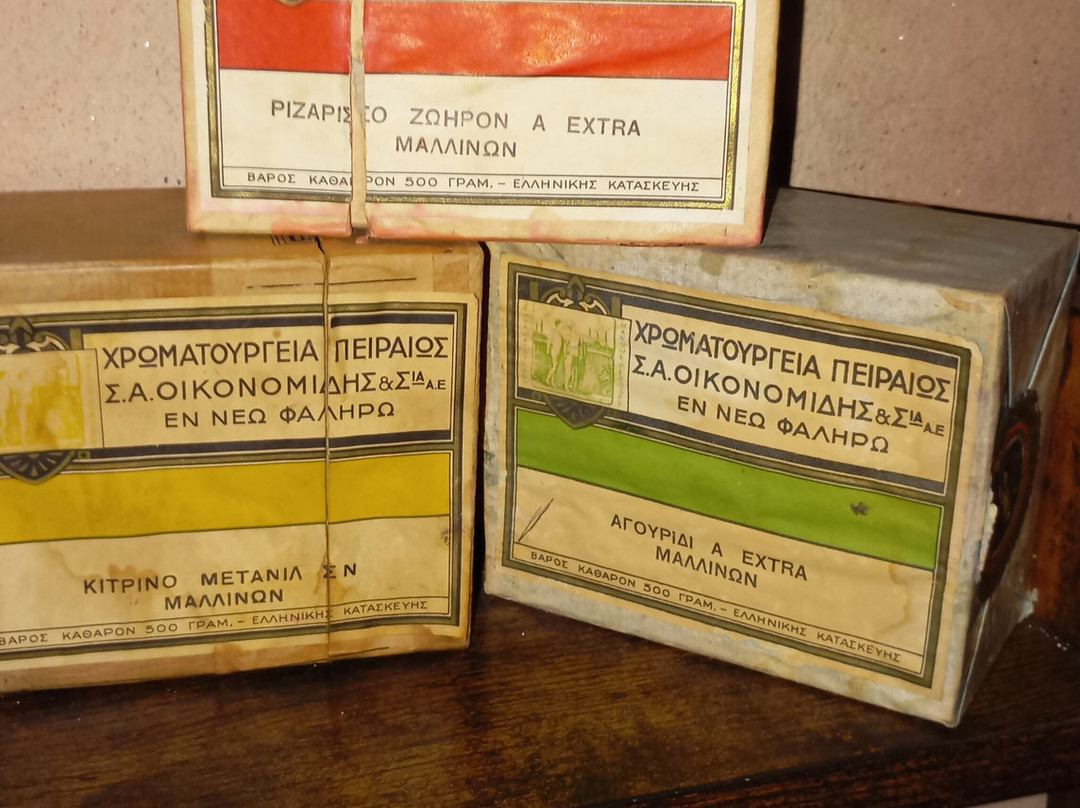 ΡΙΖΑΡΙΣΕΟ ΖΩΗΡΟΝ Α EXTRA
ΜΑΛΛΙΝΩΝ
ΒΑΡΟΣ ΚΑΘΑΡΟΝ 500 ΓΡΑΜ. – ΕΛΛΗΝΙΚΗΣ ΚΑΤΑΣΚΕΥΗΣ
ΧΡΩΜΑΤΟΥΡΓΕΙΑ ΠΕΙΡΑΙΩΣ
Σ.Α.ΟΙΚΟΝΟΜΙΔΗΣ & ΣΙΑ Α.Ε
ΕΝ ΝΕΩ ΦΑΛΗΡΩ
ΚΙΤΡΙΝΟ ΜΕΤΑΝΙΛ Σ Ν
ΜΑΛΛΙΝΩΝ
ΒΑΡΟΣ ΚΑΘΑΡΟΝ 500 ΓΡΑΜ. – ΕΛΛΗΝΙΚΗΣ ΚΑΤΑΣΚΕΥΗΣ
ΧΡΩΜΑΤΟΥΡΓΕΙΑ ΠΕΙΡΑΙΩΣ
Σ.Α.ΟΙΚΟΝΟΜΙΔΗΣ & ΣΙΑ Α.Ε
ΕΝ ΝΕΩ ΦΑΛΗΡΩ
ΑΓΟΥΡΙΔΙ Α EXTRA
ΜΑΛΛΙΝΩΝ
ΒΑΡΟΣ ΚΑΘΑΡΟΝ 500 ΓΡΑΜ. – ΕΛΛΗΝΙΚΗΣ ΚΑΤΑΣΚΕΥΗΣ